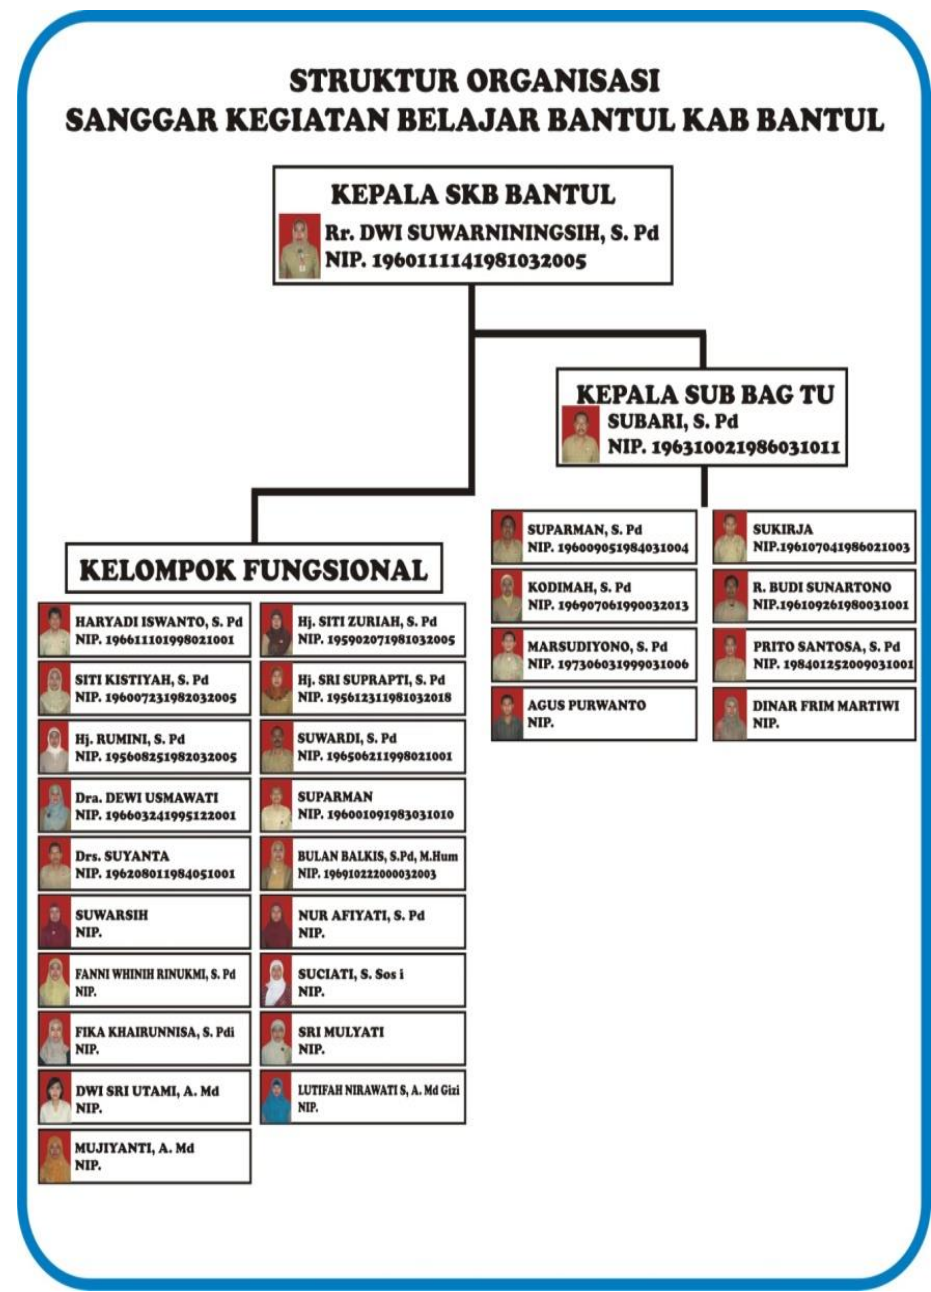 STRUKTUR ORGANISASI
SANGGAR KEGIATAN BELAJAR BANTUL KAB BANTUL
KEPALA SKB BANTUL
Rr. DWI SUWARNININGSIH, S. Pd
NIP. 196011141981032005
KEPALA SUB BAG TU
SUBARI, S. Pd
NIP. 196310021986031011
SUPARMAN, S. Pd
NIP. 196009051984031004
SUKIRJA
NIP.196107041986021003
KODIMAH, S. Pd
NIP. 196907061990032013
R. BUDI SUNARTONO
NIP.196109261980031001
MARSUDIYONO, S. Pd
NIP. 197306031999031006
PRITO SANTOSA, S. Pd
NIP. 198401252009031001
AGUS PURWANTO
NIP.
DINAR FRIM MARTIWI
NIP.
KELOMPOK FUNGSIONAL
HARYADI ISWANTO, S. Pd
NIP. 196611101998021001
Hj. SITI ZURIAH, S. Pd
NIP. 195902071981032005
SITI KISTIYAH, S. Pd
NIP. 196007231982032005
Hj. SRI SUPRAPTI, S. Pd
NIP. 195612311981032018
Hj. RUMINI, S. Pd
NIP. 195608251982032005
SUWARDI, S. Pd
NIP. 196506211998021001
Dra. DEWI USMAWATI
NIP. 196603241995122001
SUPARMAN
NIP. 196001091983031010
Drs. SUYANTA
NIP. 196208011984051001
BULAN BALKIS, S.Pd, M.Hum
NIP. 196910222000032003
SUWARSIH
NIP.
NUR AFIYATI, S. Pd
NIP.
FANNI WHINIH RINUKMI, S. Pd
NIP.
SUCIATI, S. Sos i
NIP.
FIKA KHAIRUNNISA, S. Pdi
NIP.
SRI MULYATI
NIP.
DWI SRI UTAMI, A. Md
NIP.
LUTIFAH NIRAWATI S, A. Md Gizi
NIP.
MUJIYANTI, A. Md
NIP.